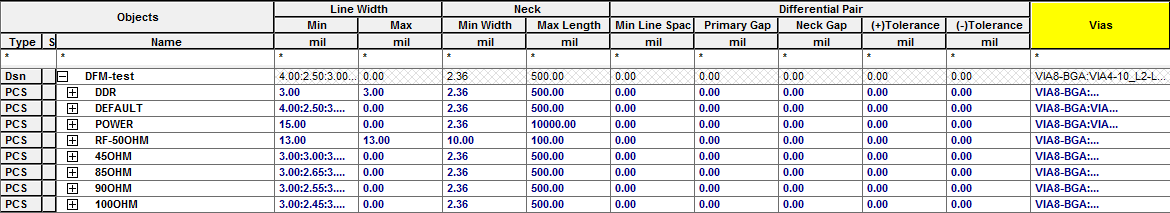 Objects Line Width Neck Differential Pair Vias
Min Max Min Width Max Length Min Line Spac Primary Gap Neck Gap (+)Tolerance (-)Tolerance
Type S Name mil mil mil mil mil mil mil mil mil
* * * * * * * * * * * *
Dsn DFM-test 4.00:2.50:3.00... 0.00 2.36 500.00 0.00 0.00 0.00 0.00 0.00 VIA8-BGA:VIA4-10_L2-L...
PCS DDR 3.00 3.00 2.36 500.00 0.00 0.00 0.00 0.00 0.00 VIA8-BGA:...
PCS DEFAULT 4.00:2.50:3.... 0.00 2.36 500.00 0.00 0.00 0.00 0.00 0.00 VIA8-BGA:VIA...
PCS POWER 15.00 0.00 2.36 10000.00 0.00 0.00 0.00 0.00 0.00 VIA8-BGA:VIA...
PCS RF-50OHM 13.00 13.00 10.00 100.00 0.00 0.00 0.00 0.00 0.00 VIA8-BGA:...
PCS 45OHM 3.00:3.00:3.... 0.00 2.36 500.00 0.00 0.00 0.00 0.00 0.00 VIA8-BGA:...
PCS 85OHM 3.00:2.65:3.... 0.00 2.36 500.00 0.00 0.00 0.00 0.00 0.00 VIA8-BGA:...
PCS 90OHM 3.00:2.55:3.... 0.00 2.36 500.00 0.00 0.00 0.00 0.00 0.00 VIA8-BGA:...
PCS 100OHM 3.00:2.45:3.... 0.00 2.36 500.00 0.00 0.00 0.00 0.00 0.00 VIA8-BGA:...